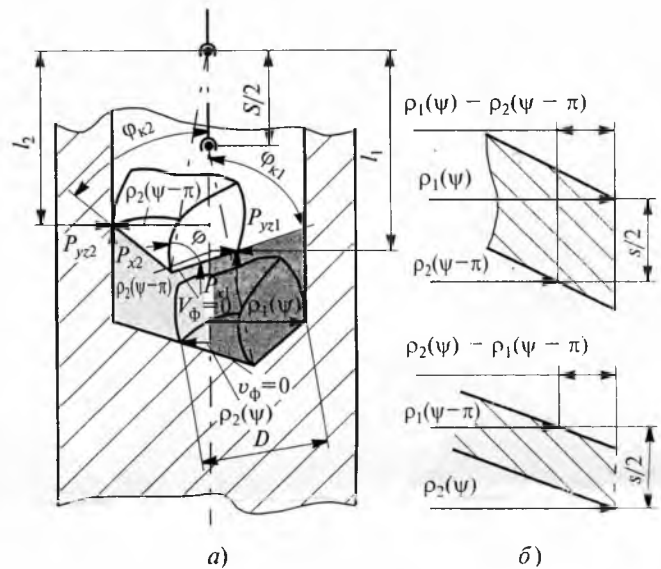 l₂
φк2
S/2
l₁
φк1
ρ₂(ψ−π)
Pyz1
Pyz2
Px2
φ
ρ₂(ψ−π)
Vф=0
ρ₁(ψ)
vф=0
ρ₂(ψ)
D
а)
ρ₁(ψ) − ρ₂(ψ − π)
ρ₁(ψ)
s/2
ρ₂(ψ−π)
ρ₂(ψ) − ρ₁(ψ − π)
ρ₁(ψ−π)
s/2
ρ₂(ψ)
б)